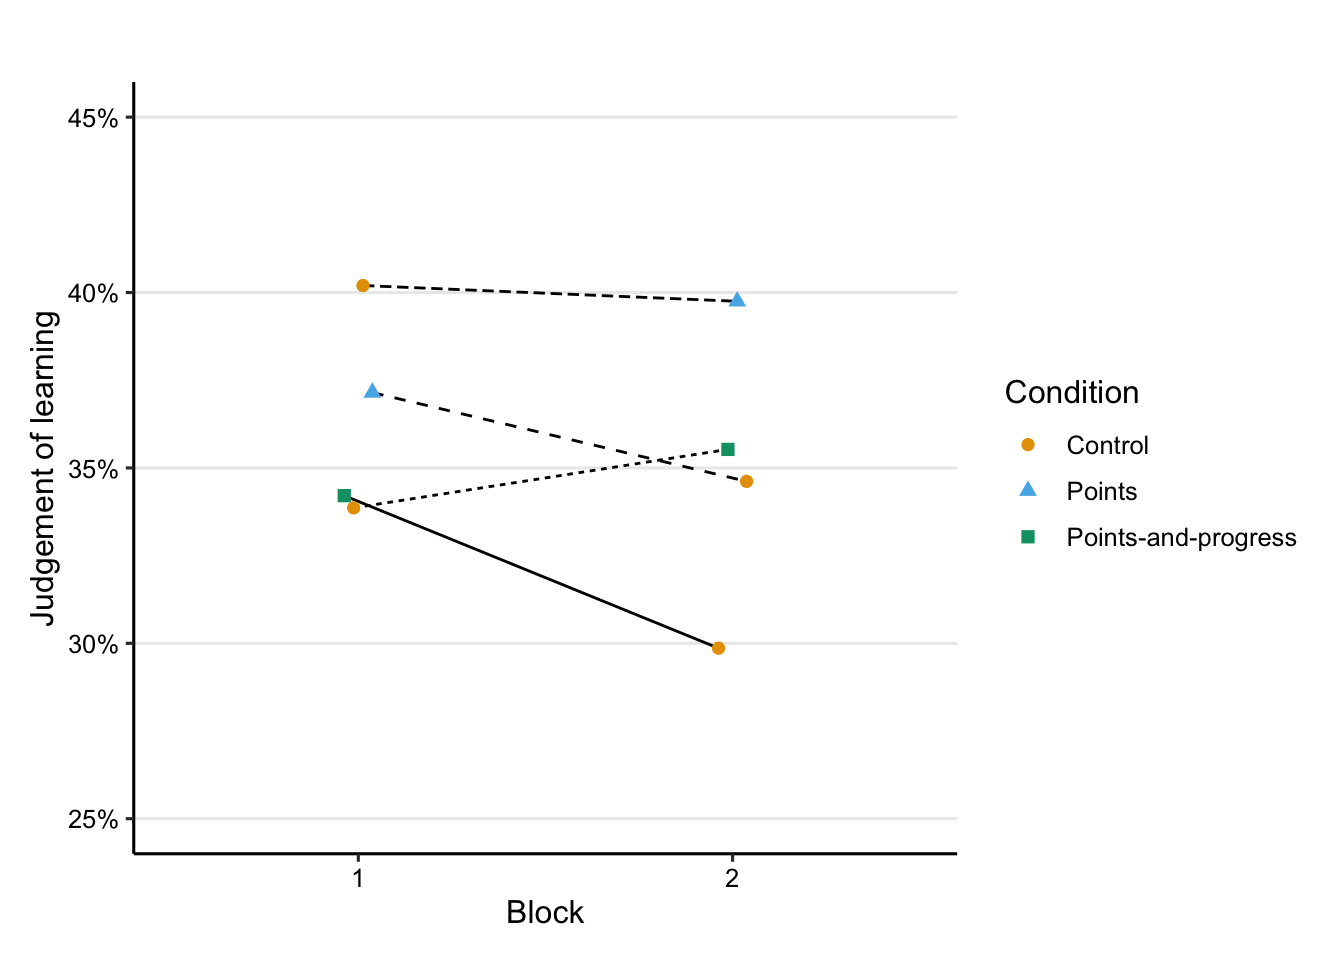 45%
40%
35%
30%
25%
Judgement of learning
1
2
Block
Condition
Control
Points
Points-and-progress